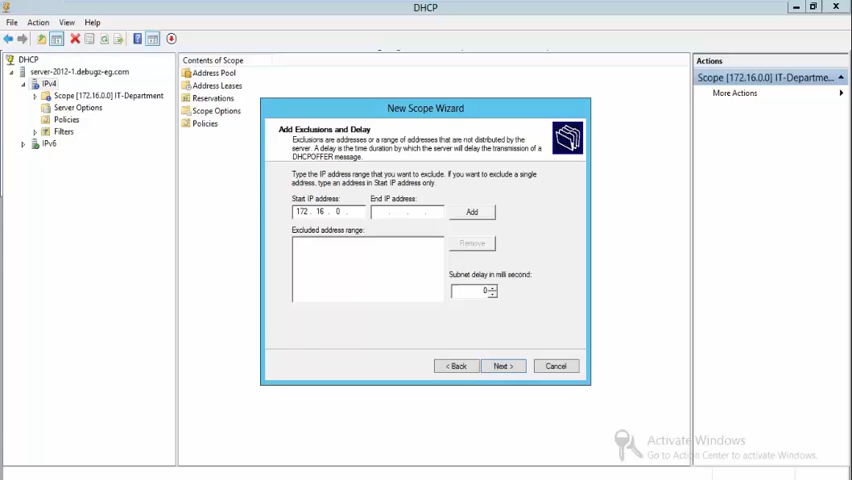 DHCP
File Action View Help
DHCP
server-2012-1.debugz-eg.com
IPv4
Scope [172.16.0.0] IT-Department
Server Options
Policies
Filters
IPv6
Contents of Scope
Address Pool
Address Leases
Reservations
Scope Options
Policies
New Scope Wizard
Add Exclusions and Delay
Exclusions are addresses or a range of addresses that are not distributed by the
server. A delay is the time duration by which the server will delay the transmission of a
DHCPOFFER message.
Type the IP address range that you want to exclude. If you want to exclude a single
address, type an address in Start IP address only.
Start IP address: End IP address:
172 . 16 . 0 . . . . Add
Excluded address range:
Remove
Subnet delay in milli second:
0
< Back Next > Cancel
Actions
Scope [172.16.0.0] IT-Departme...
More Actions
Activate Windows
Go to Action Center to activate Windows.